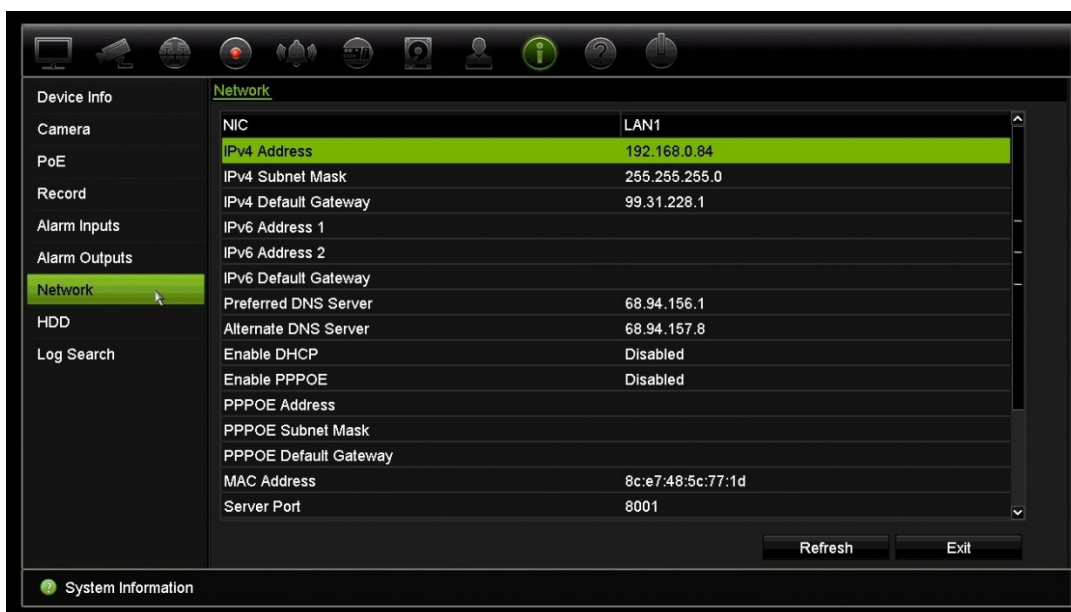 Device Info
Camera
PoE
Record
Alarm Inputs
Alarm Outputs
Network
HDD
Log Search
Network
NIC LAN1
IPv4 Address 192.168.0.84
IPv4 Subnet Mask 255.255.255.0
IPv4 Default Gateway 99.31.228.1
IPv6 Address 1
IPv6 Address 2
IPv6 Default Gateway
Preferred DNS Server 68.94.156.1
Alternate DNS Server 68.94.157.8
Enable DHCP Disabled
Enable PPPOE Disabled
PPPOE Address
PPPOE Subnet Mask
PPPOE Default Gateway
MAC Address 8c:e7:48:5c:77:1d
Server Port 8001
Refresh Exit
System Information